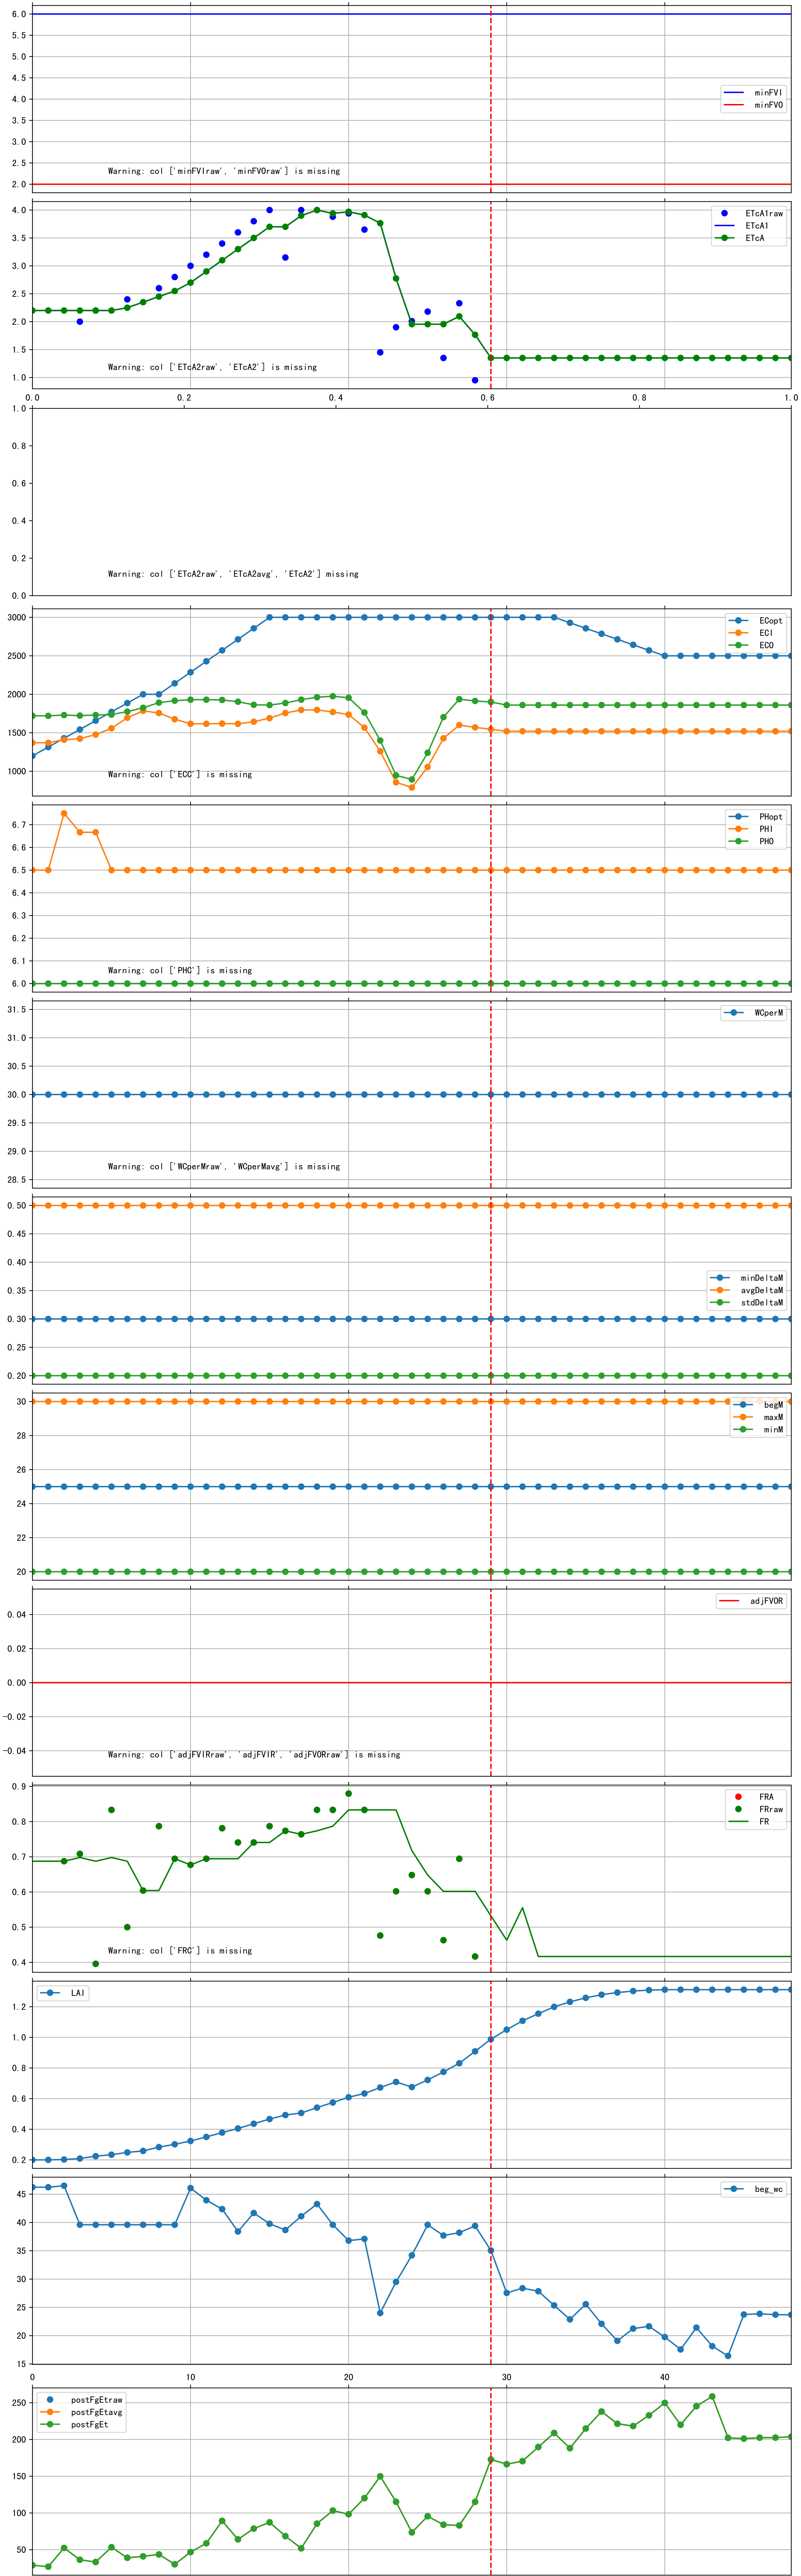 6.0
5.5
5.0
4.5
4.0
3.5
3.0
2.5
2.0
minFVI
minFVO
Warning: col ['minFVIraw', 'minFVOraw'] is missing
4.0
3.5
3.0
2.5
2.0
1.5
1.0
ETcA1raw
ETcA1
ETcA
Warning: col ['ETcA2raw', 'ETcA2'] is missing
0.0 0.2 0.4 0.6 0.8 1.0
1.0
0.8
0.6
0.4
0.2
0.0
Warning: col ['ETcA2raw', 'ETcA2avg', 'ETcA2'] missing
3000
2500
2000
1500
1000
ECopt
ECI
ECO
Warning: col ['ECC'] is missing
6.7
6.6
6.5
6.4
6.3
6.2
6.1
6.0
PHopt
PHI
PHO
Warning: col ['PHC'] is missing
31.5
31.0
30.5
30.0
29.5
29.0
28.5
WCperM
Warning: col ['WCperMraw', 'WCperMavg'] is missing
0.50
0.45
0.40
0.35
0.30
0.25
0.20
minDeltaM
avgDeltaM
stdDeltaM
30
28
26
24
22
20
begM
maxM
minM
0.04
0.02
0.00
−0.02
−0.04
adjFVOR
Warning: col ['adjFVIRraw', 'adjFVIR', 'adjFVORraw'] is missing
0.9
0.8
0.7
0.6
0.5
0.4
FRA
FRraw
FR
Warning: col ['FRC'] is missing
1.2
1.0
0.8
0.6
0.4
0.2
LAI
45
40
35
30
25
20
15
beg_wc
0 10 20 30 40
250
200
150
100
50
postFgEtraw
postFgEtavg
postFgEt